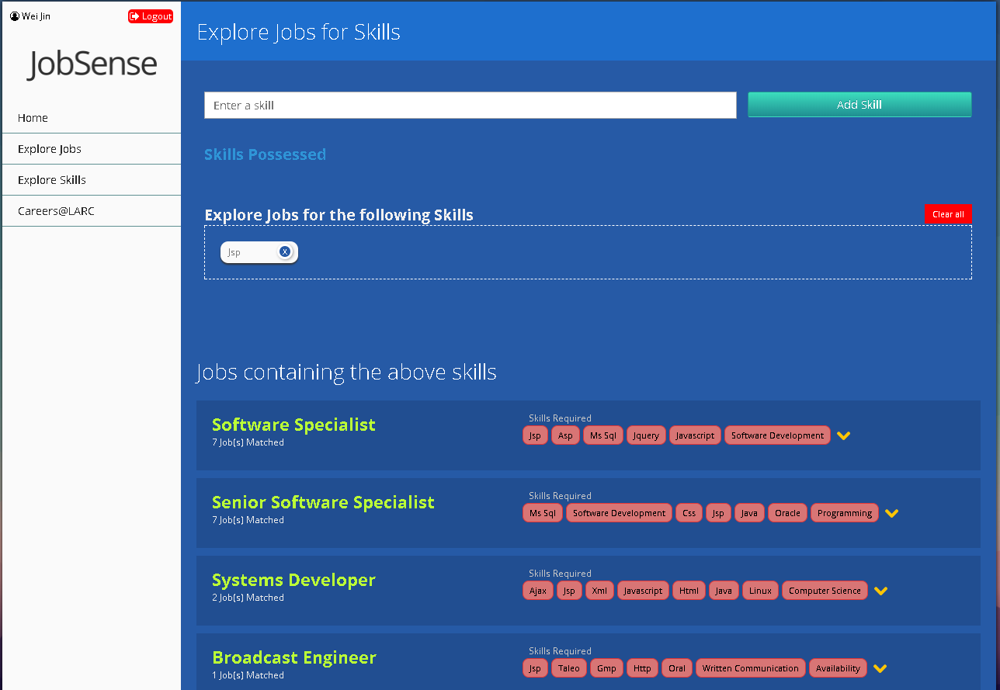 Wei Jin
Logout
JobSense
Home
Explore Jobs
Explore Skills
Careers@LARC
Explore Jobs for Skills
Enter a skill
Add Skill
Skills Possessed
Explore Jobs for the following Skills
Clear all
Jsp X
Jobs containing the above skills
Software Specialist
7 Job(s) Matched
Skills Required
Jsp Asp Ms Sql Jquery Javascript Software Development
Senior Software Specialist
7 Job(s) Matched
Skills Required
Ms Sql Software Development Css Jsp Java Oracle Programming
Systems Developer
2 Job(s) Matched
Skills Required
Ajax Jsp Xml Javascript Html Java Linux Computer Science
Broadcast Engineer
1 Job(s) Matched
Skills Required
Jsp Taleo Gmp Http Oral Written Communication Availability